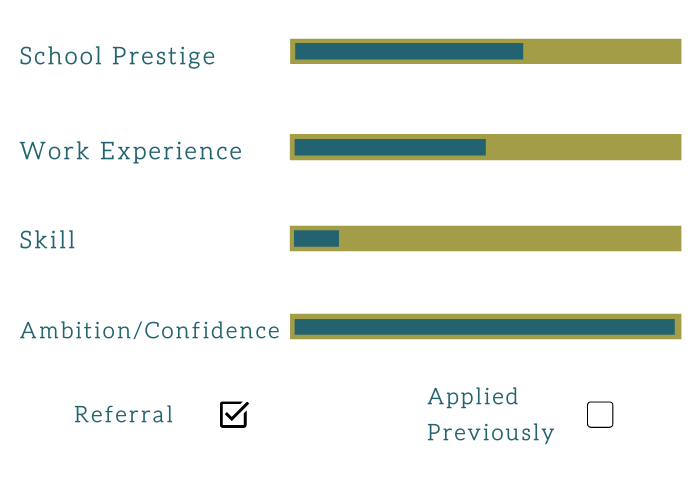 School Prestige
Work Experience
Skill
Ambition/Confidence
Referral
Applied
Previously